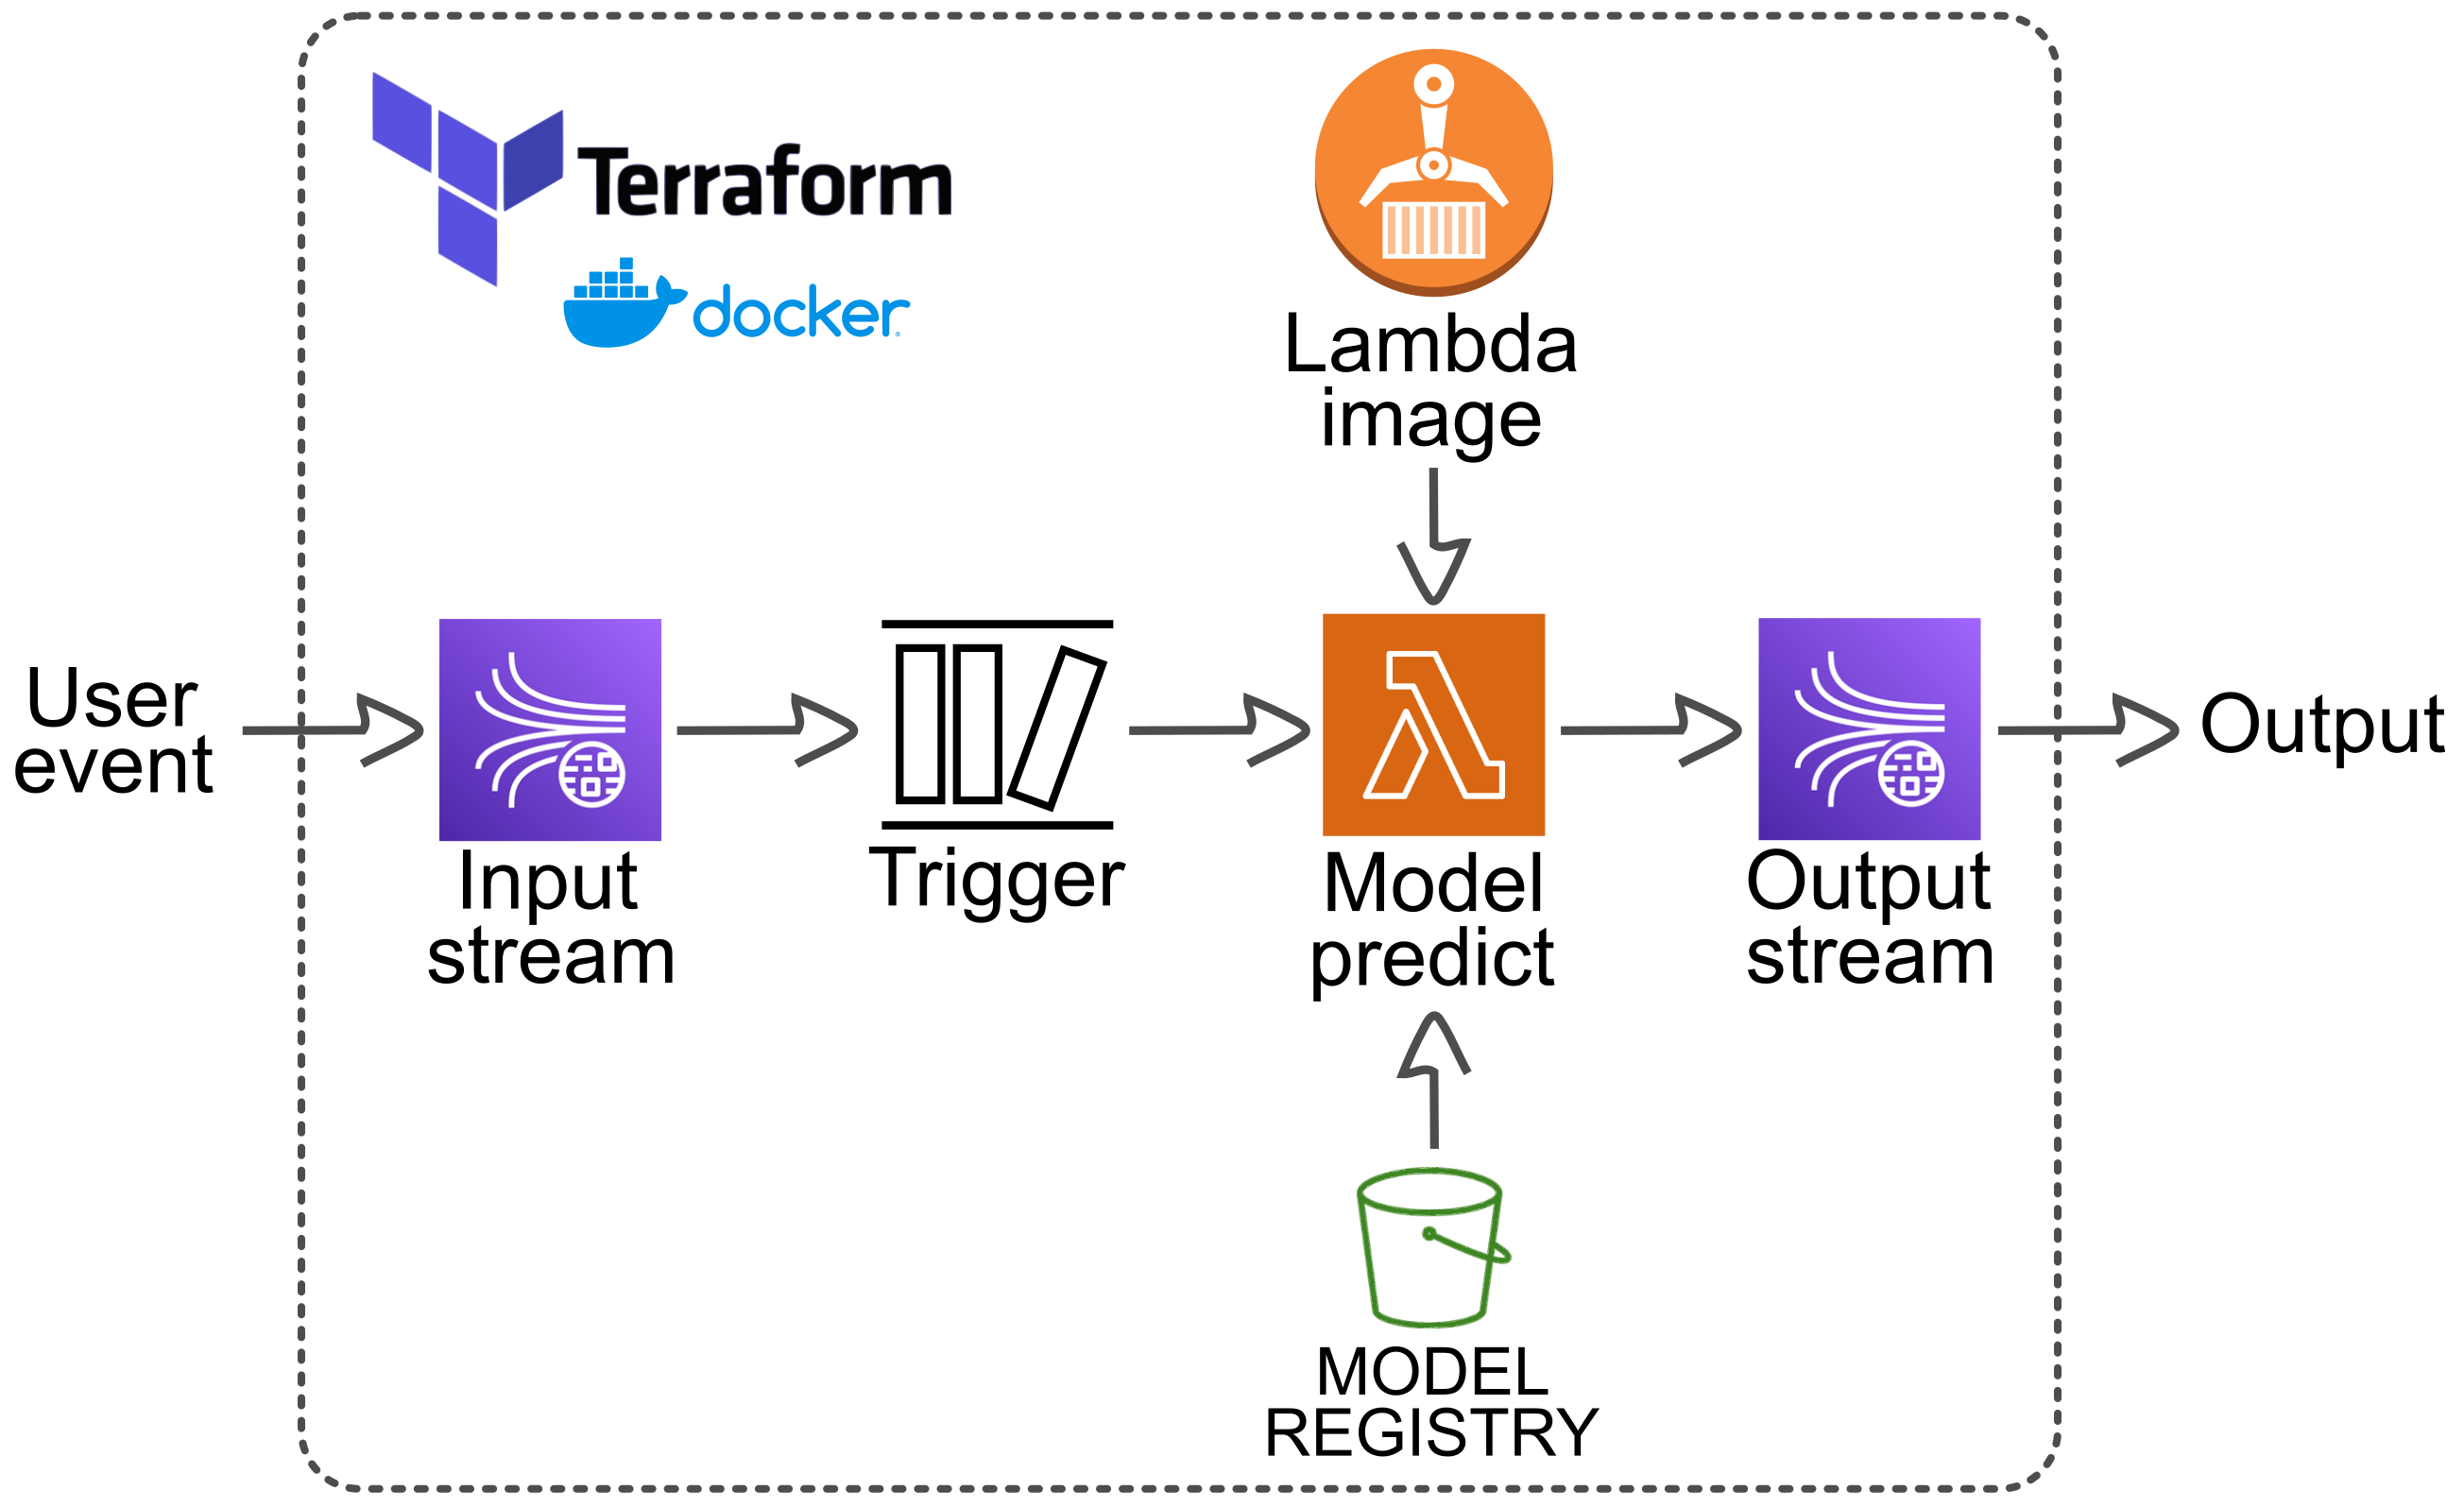 Terraform
docker
Lambda
image
User
event
Input
stream
Trigger
Model
predict
Output
stream
Output
MODEL
REGISTRY